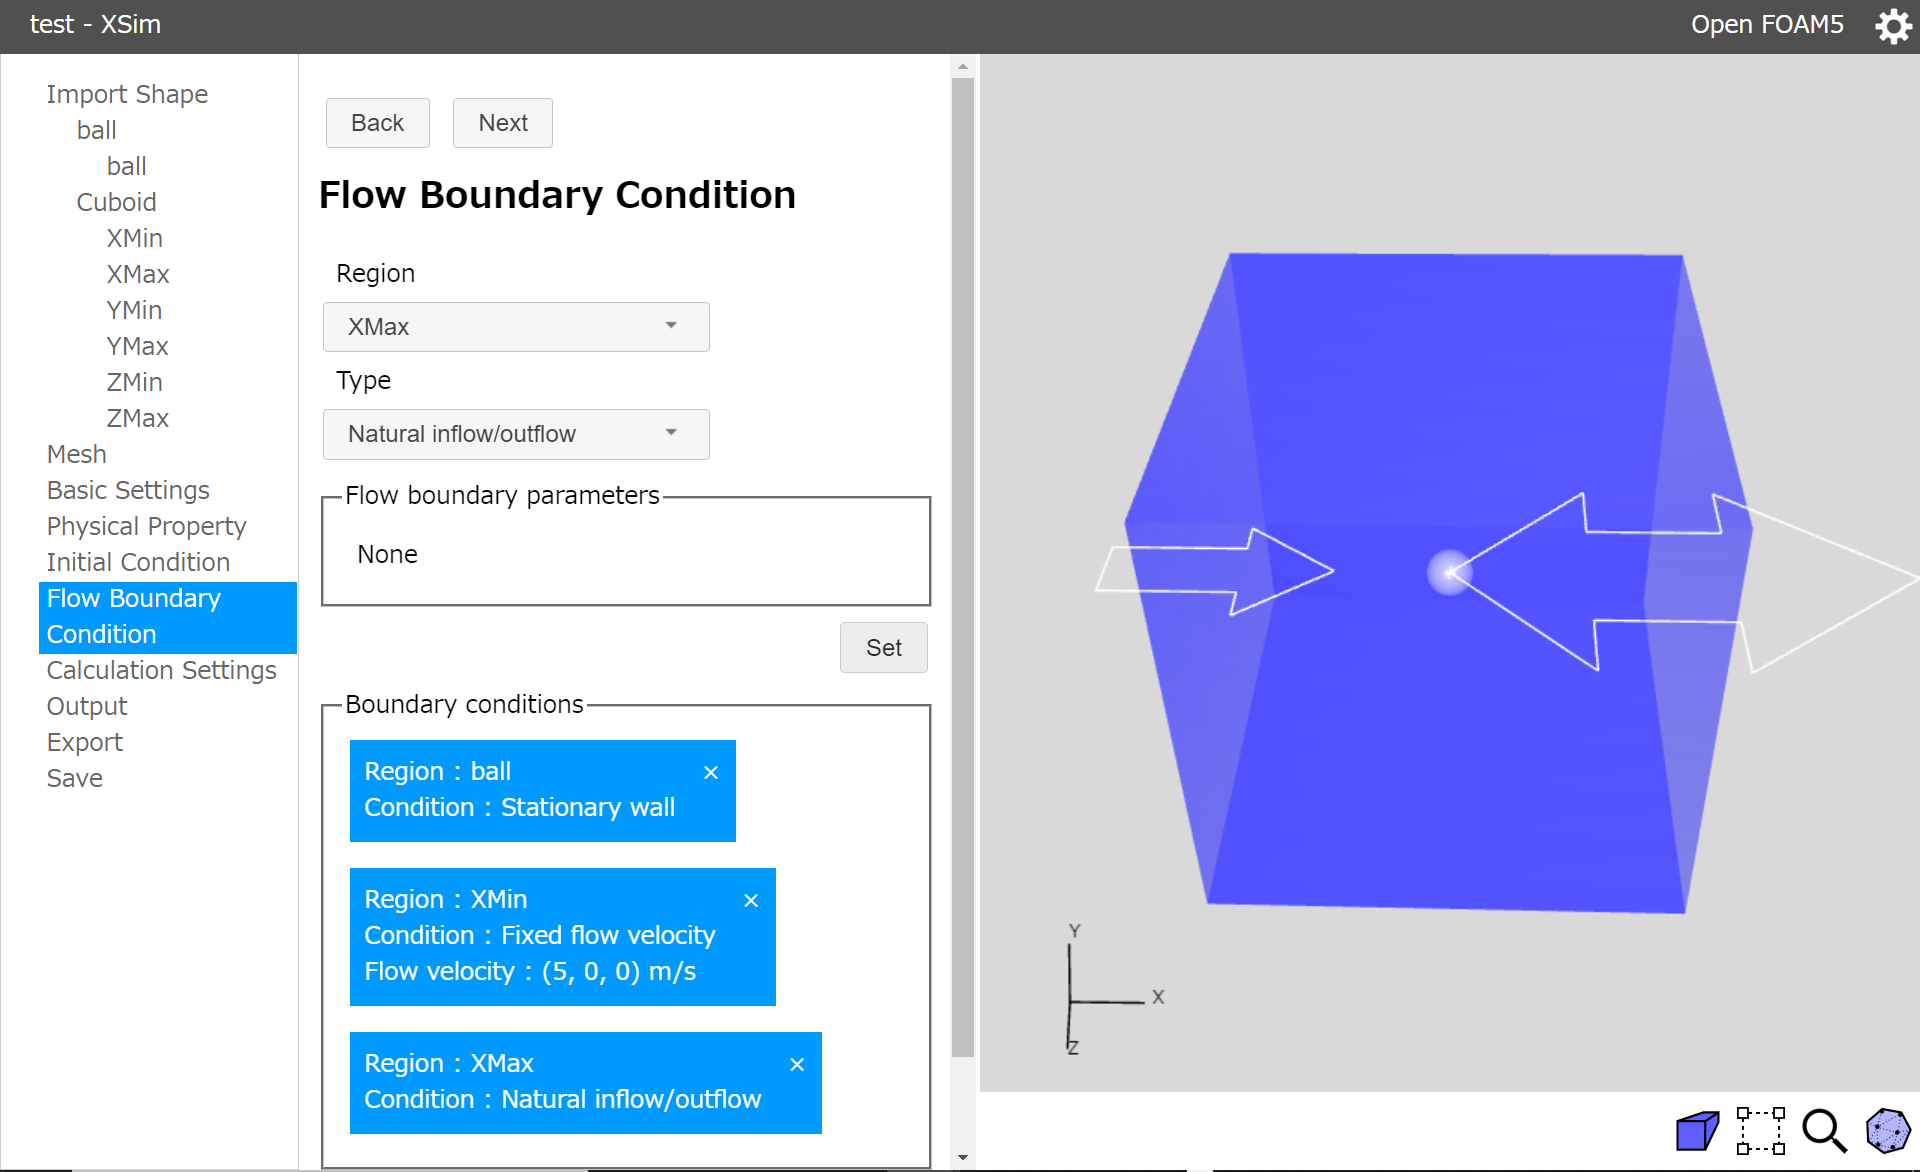 test - XSim
Open FOAM5
Import Shape
ball
ball
Cuboid
XMin
XMax
YMin
YMax
ZMin
ZMax
Mesh
Basic Settings
Physical Property
Initial Condition
Flow Boundary
Condition
Calculation Settings
Output
Export
Save
Back
Next
Flow Boundary Condition
Region
XMax
Type
Natural inflow/outflow
Flow boundary parameters
None
Set
Boundary conditions
Region : ball
×
Condition : Stationary wall
Region : XMin
×
Condition : Fixed flow velocity
Flow velocity : (5, 0, 0) m/s
Region : XMax
×
Condition : Natural inflow/outflow
Y
X
Z